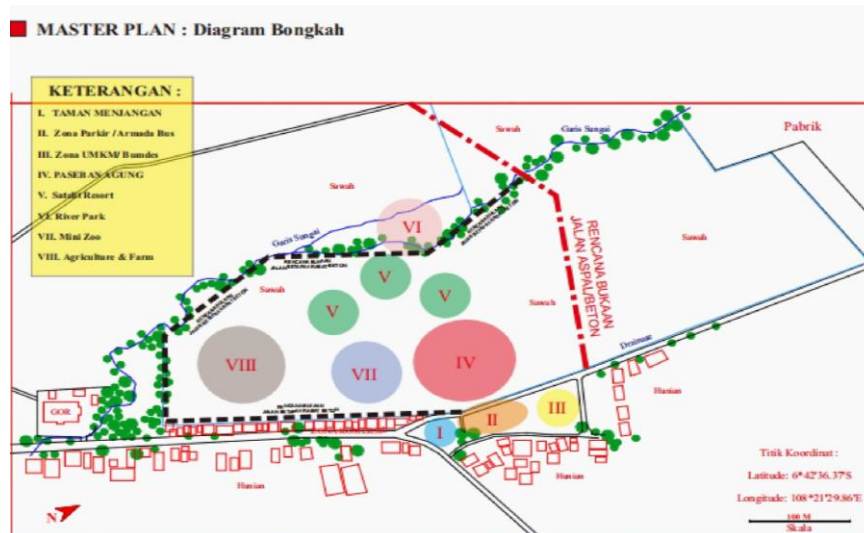 MASTER PLAN : Diagram Bongkah
KETERANGAN :
I. TAMAN MENJANGAN
II. Zona Parkir / Armada Bus
III. Zona UMKM/ Bumdes
IV. PASEBAN AGUNG
V. Satelit Resort
VI. River Park
VII. Mini Zoo
VIII. Agriculture & Farm
Sawah
Garis Sungai
Pabrik
Sawah
VI
Garis Sungai
RENCANA BUKAAN
JALAN ASPAL/BETON
Sawah
V
V
V
Sawah
Sawah
VIII
VII
IV
Drainase
Hunian
GOR
I
II
III
Hunian
Hunian
N
Titik Koordinat :
Latitude: 6°42'36.37'S
Longitude: 108°21'29.86'E
100 M
Skala